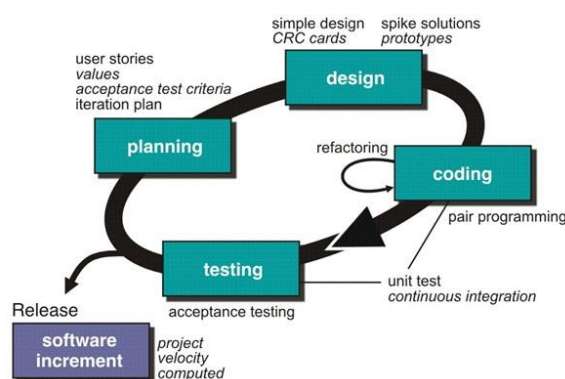 simple design
CRC cards
spike solutions
prototypes
design
user stories
values
acceptance test criteria
iteration plan
planning
refactoring
coding
pair programming
testing
unit test
continuous integration
acceptance testing
Release
software
increment
project
velocity
computed